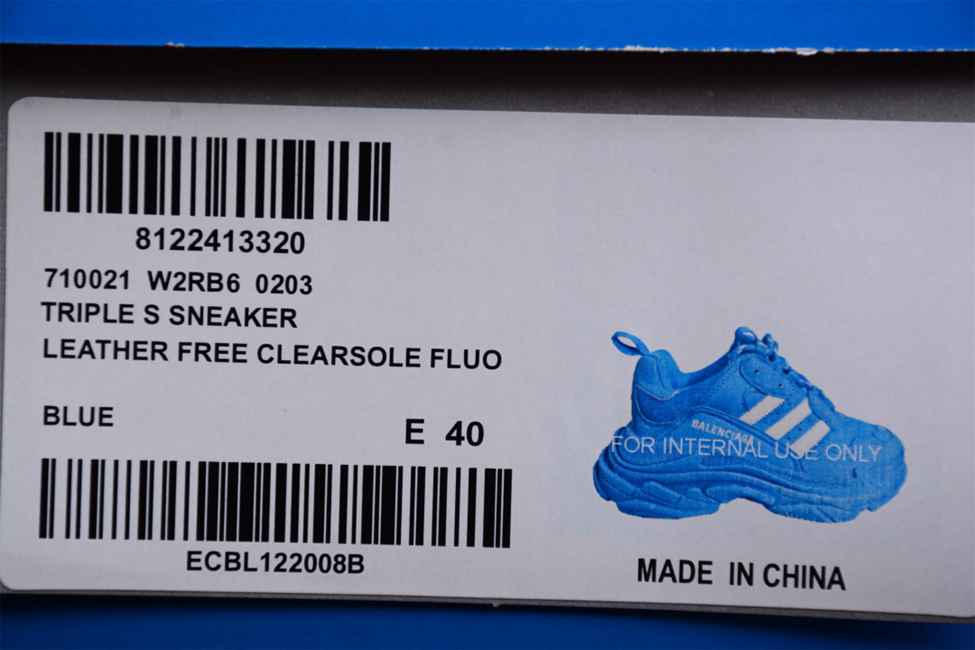 8122413320
710021 W2RB6 0203
TRIPLE S SNEAKER
LEATHER FREE CLEARSOLE FLUO
BLUE
E 40
ECBL122008B
BALENCIAGA
FOR INTERNAL USE ONLY
MADE IN CHINA